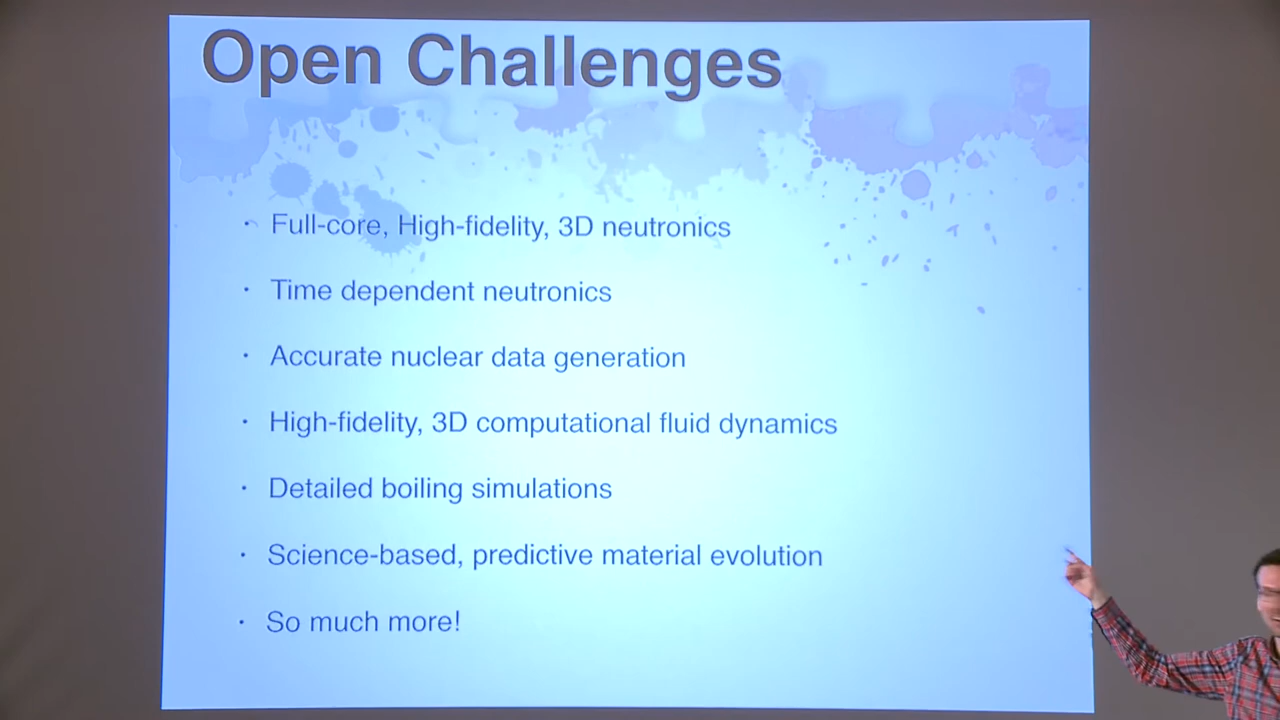 Open Challenges
· Full-core, High-fidelity, 3D neutronics
· Time dependent neutronics
· Accurate nuclear data generation
· High-fidelity, 3D computational fluid dynamics
· Detailed boiling simulations
· Science-based, predictive material evolution
· So much more!